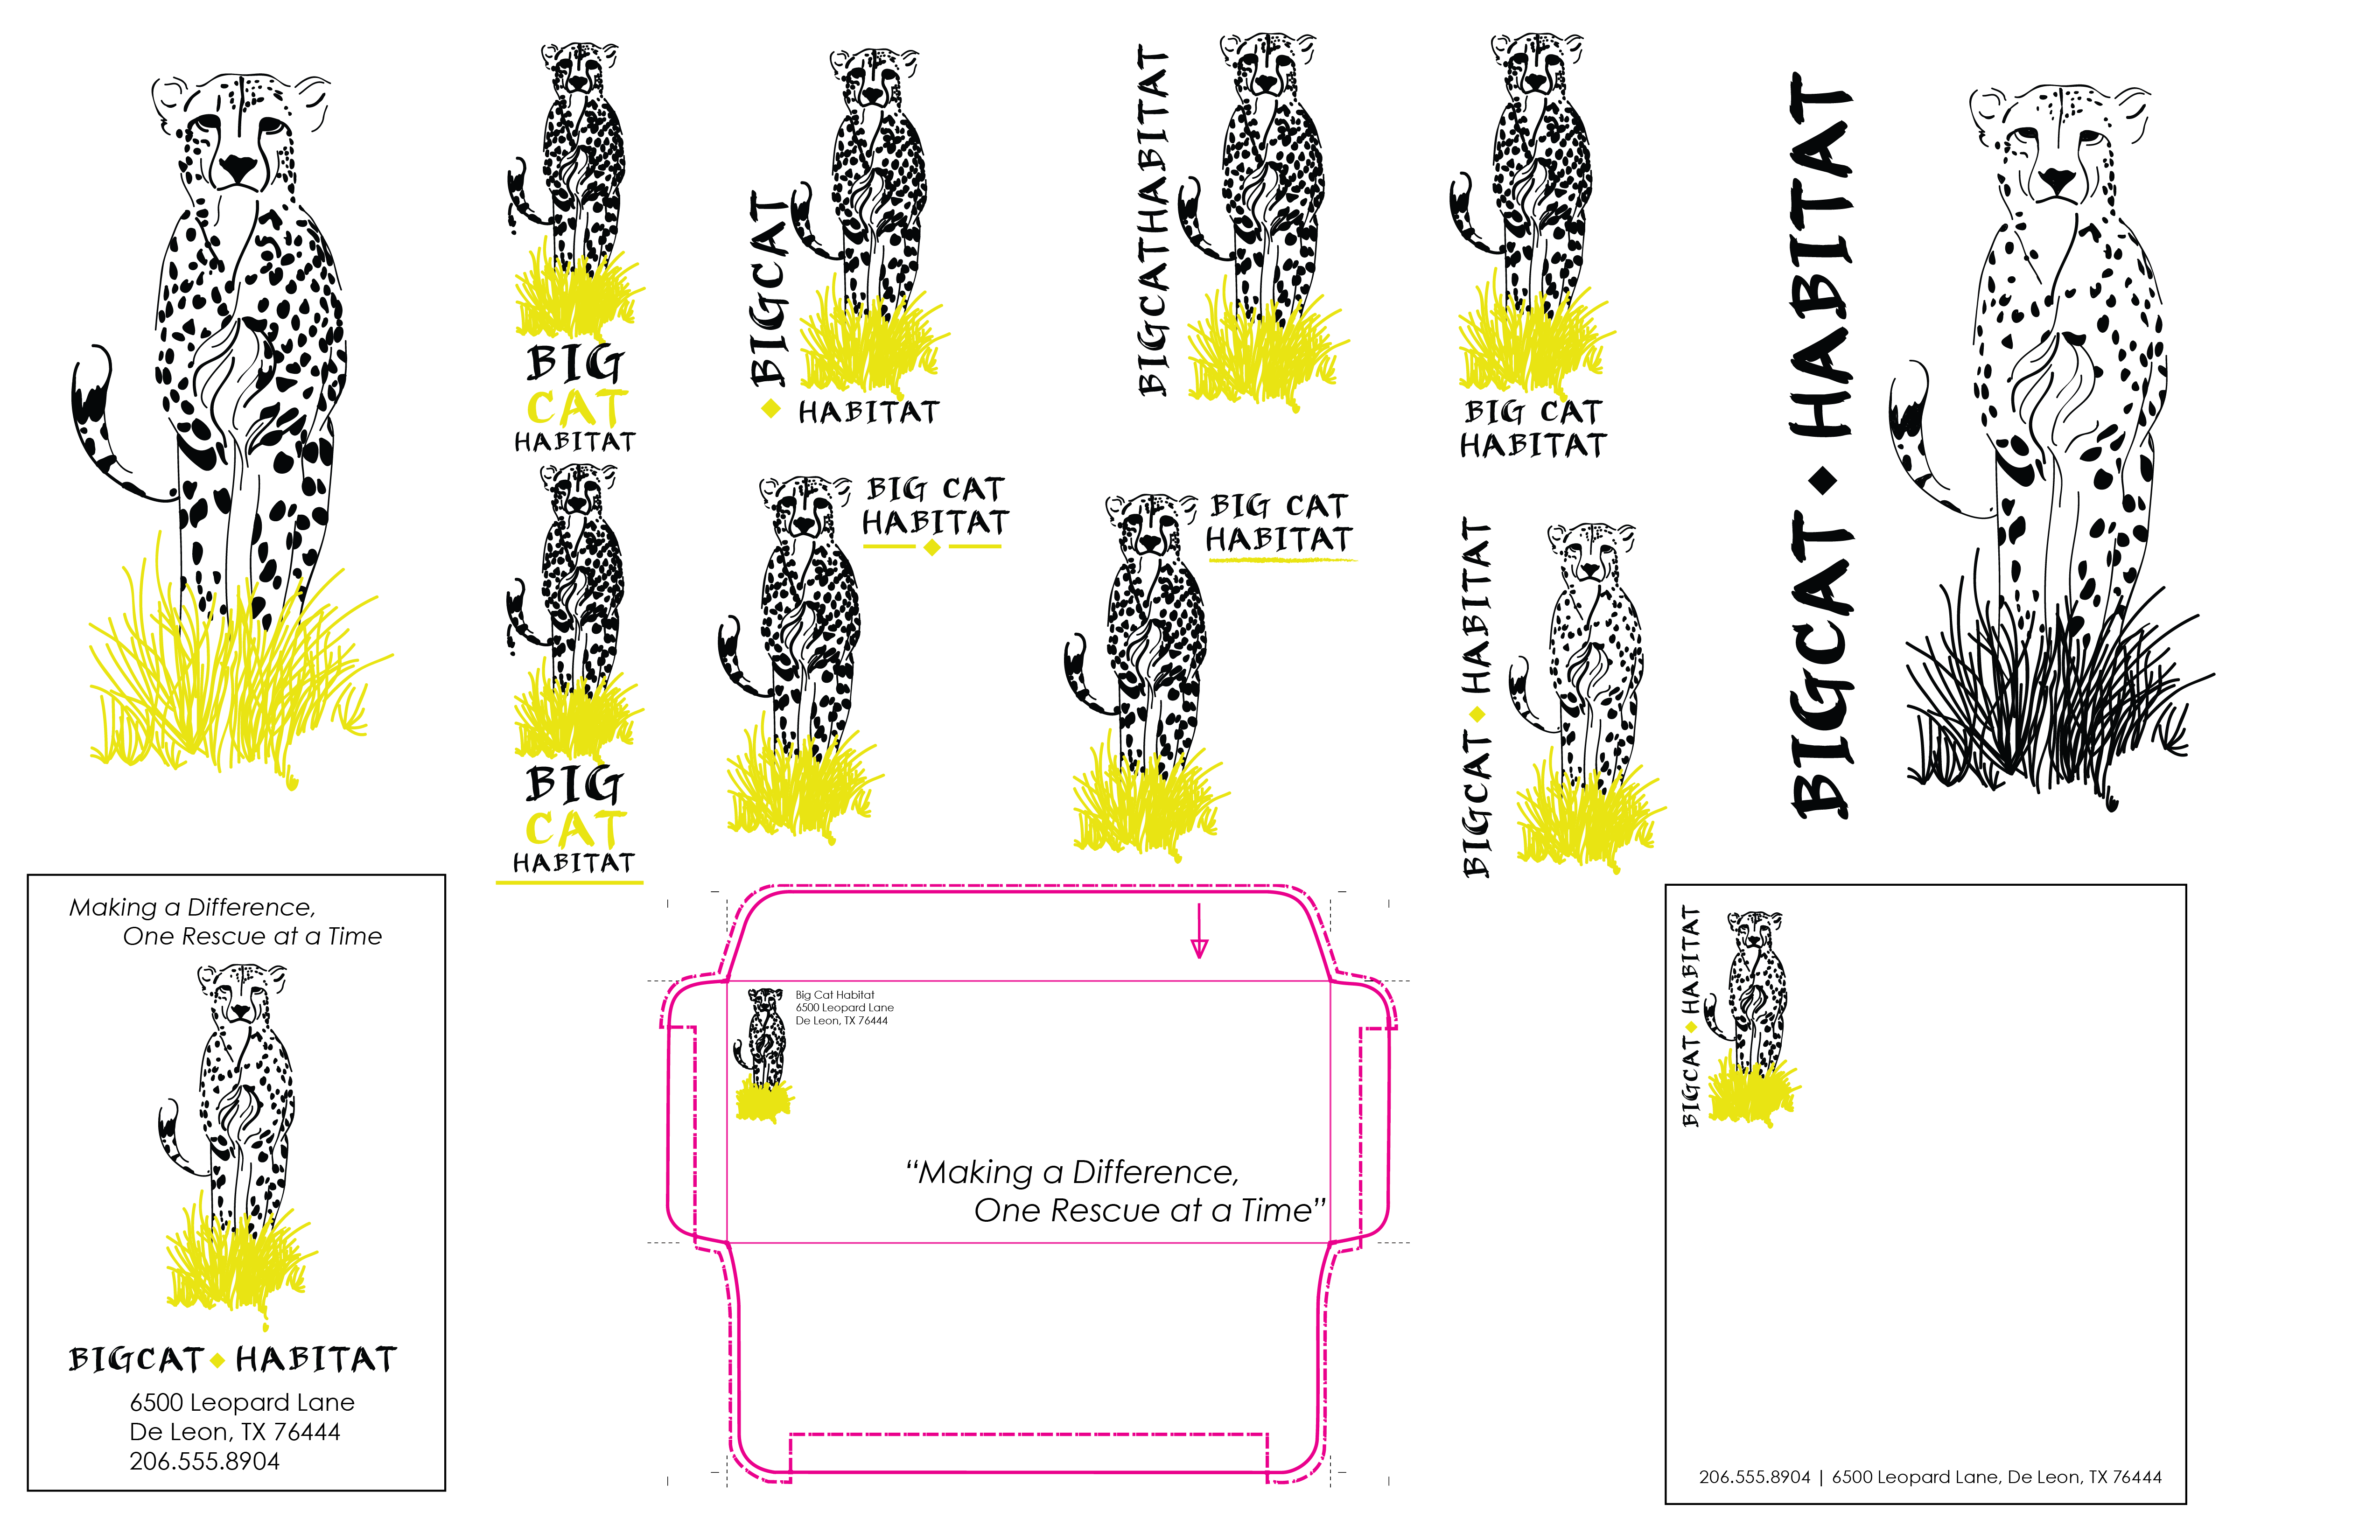 BIG
CAT
HABITAT
BIGCAT
◆ HABITAT
BIGCATHABITAT
BIG CAT
HABITAT
BIGCAT ◆ HABITAT
BIG
CAT
HABITAT
BIG CAT
HABITAT
BIG CAT
HABITAT
BIGCAT ◆ HABITAT
Making a Difference,
One Rescue at a Time
BIGCAT ◆ HABITAT
6500 Leopard Lane
De Leon, TX 76444
206.555.8904
Big Cat Habitat
6500 Leopard Lane
De Leon, TX 76444
“Making a Difference,
One Rescue at a Time”
BIGCAT ◆ HABITAT
206.555.8904 | 6500 Leopard Lane, De Leon, TX 76444